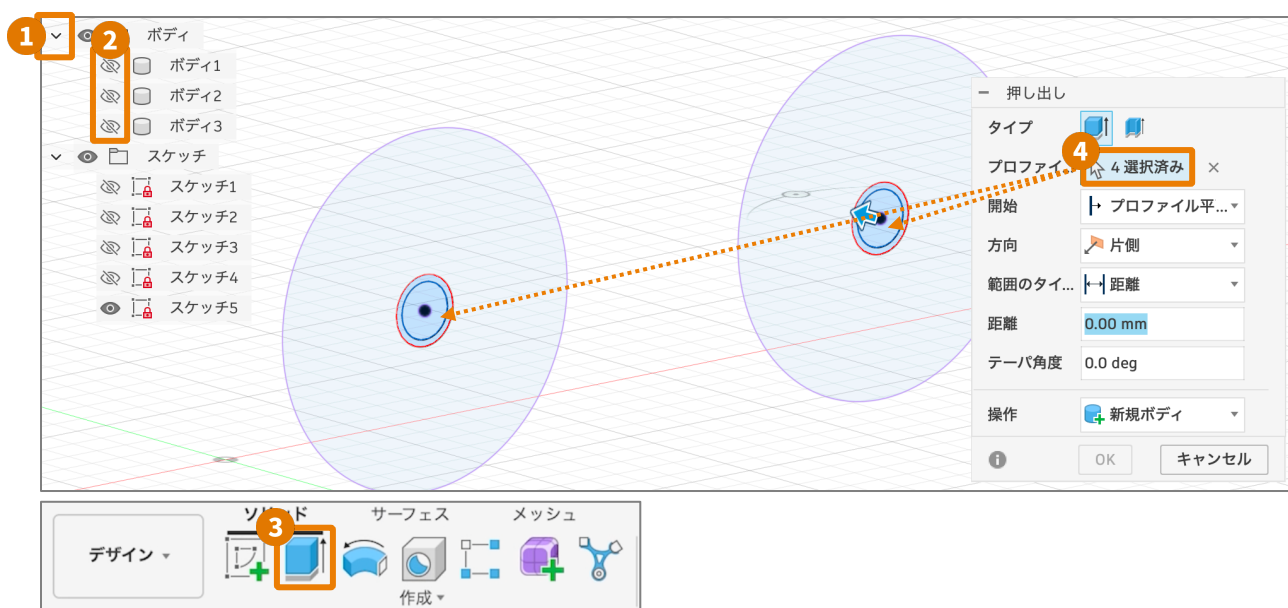 1
ボディ
2
ボディ1
ボディ2
ボディ3
スケッチ
スケッチ1
スケッチ2
スケッチ3
スケッチ4
スケッチ5
押し出し
タイプ
4
プロファイ... 4 選択済み ×
開始 プロファイル平...
方向 片側
範囲のタイ... 距離
距離 0.00 mm
テーパ角度 0.0 deg
操作 新規ボディ
OK キャンセル
ソリッド サーフェス メッシュ
3
デザイン
作成